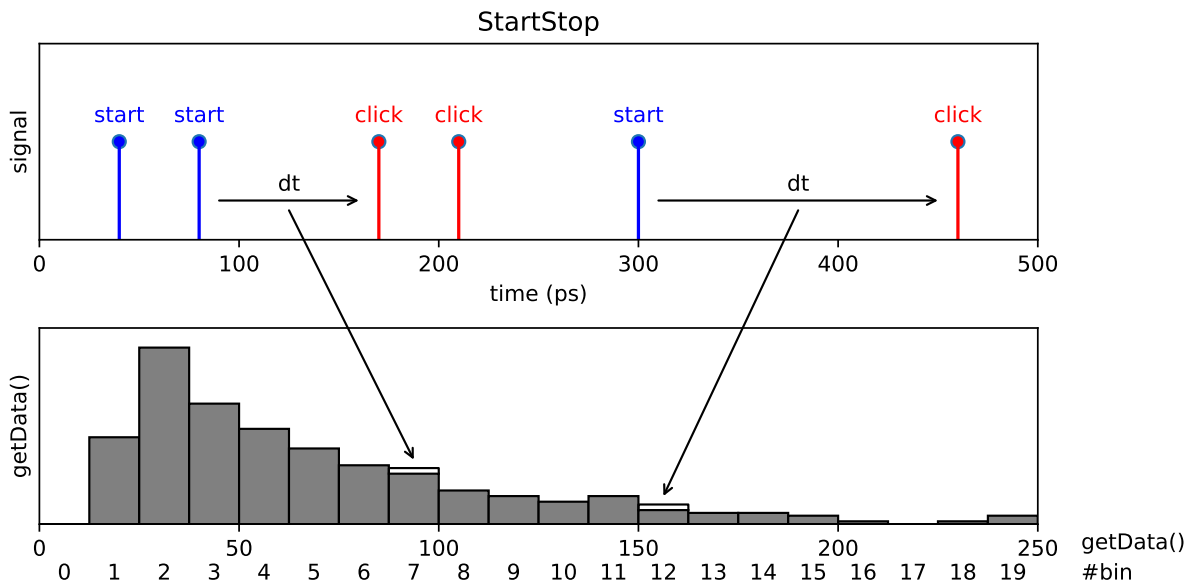 StartStop
start start click click start click
signal
dt dt
0 100 200 300 400 500
time (ps)
getData()
0 50 100 150 200 250 getData()
0 1 2 3 4 5 6 7 8 9 10 11 12 13 14 15 16 17 18 19 #bin